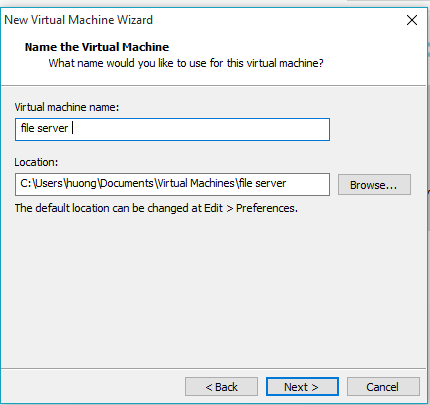 New Virtual Machine Wizard
Name the Virtual Machine
What name would you like to use for this virtual machine?
Virtual machine name:
file server
Location:
C:\Users\huong\Documents\Virtual Machines\file server
Browse...
The default location can be changed at Edit > Preferences.
< Back
Next >
Cancel